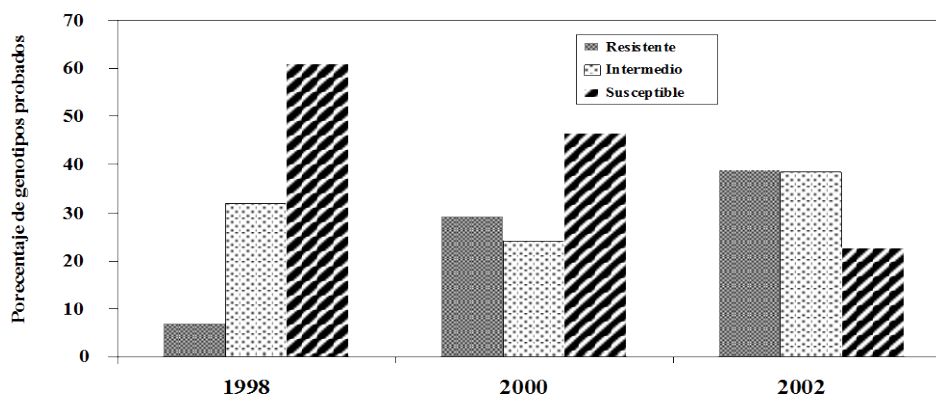 Porecentaje de genotipos probados
70
60
50
40
30
20
10
0
Resistente
Intermedio
Susceptible
1998 2000 2002